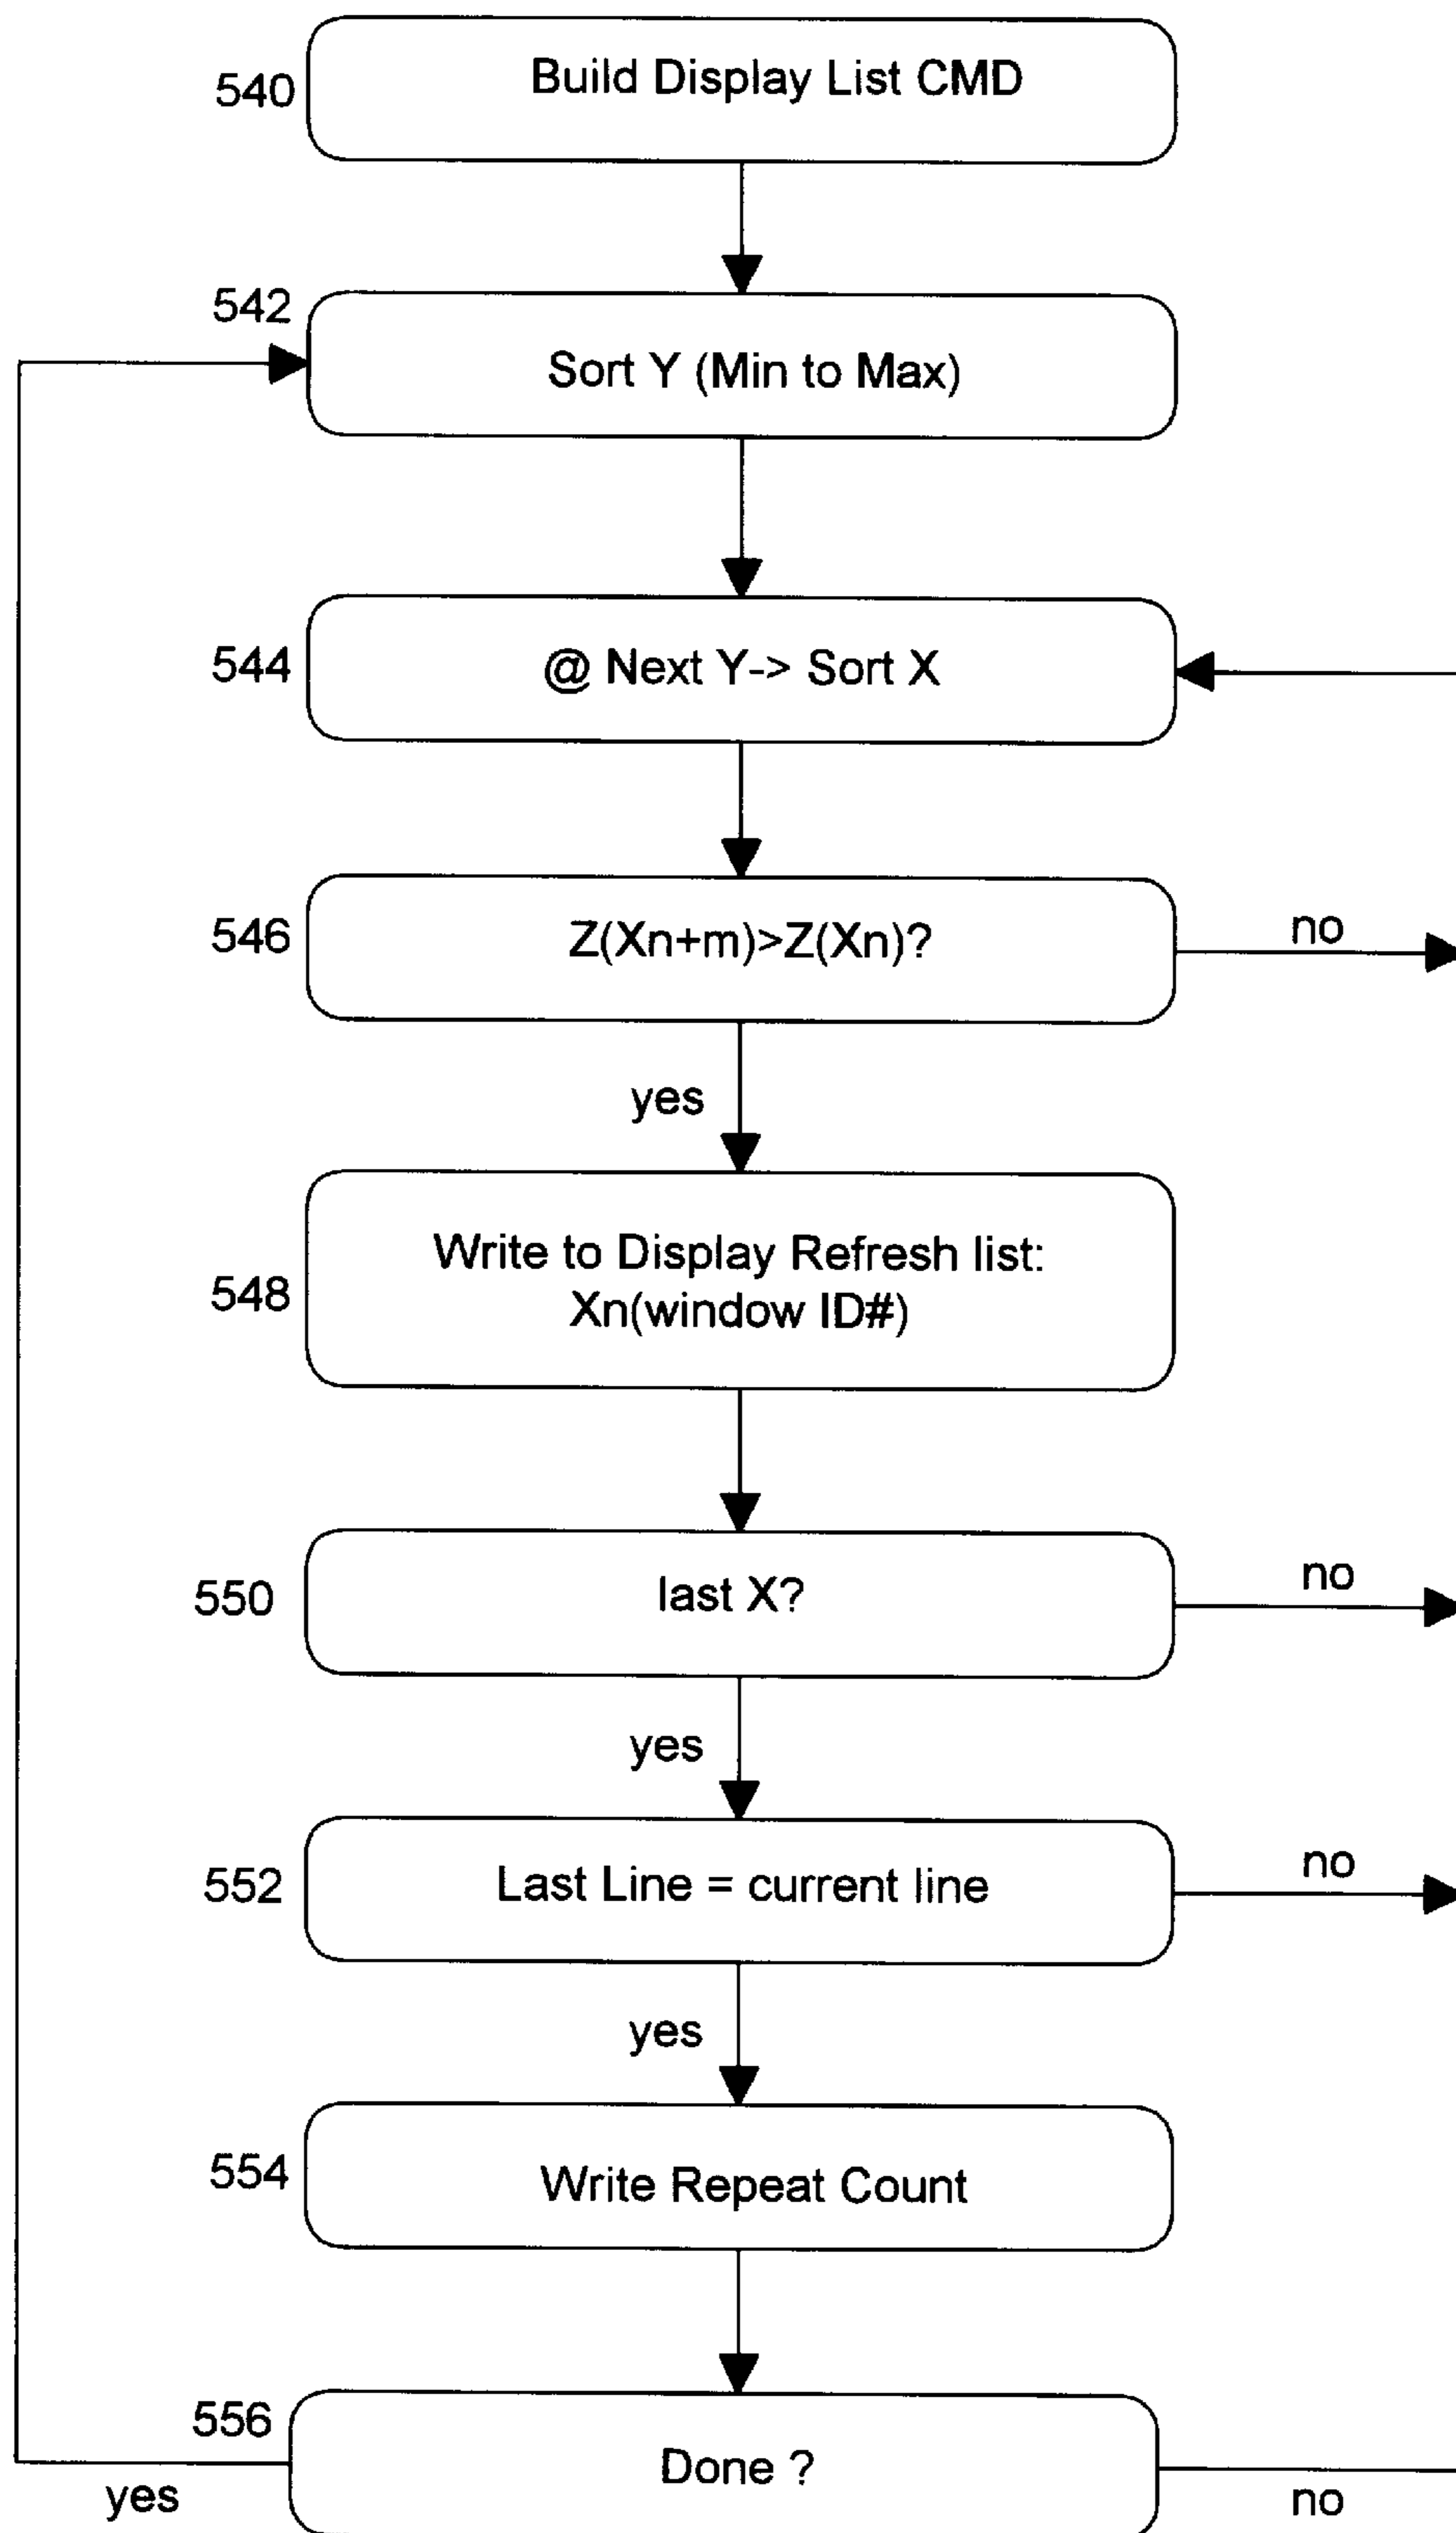 540
Build Display List CMD
542
Sort Y (Min to Max)
544
@ Next Y-> Sort X
546
Z(Xn+m)>Z(Xn)?
no
yes
548
Write to Display Refresh list:
Xn(window ID#)
550
last X?
no
yes
552
Last Line = current line
no
yes
554
Write Repeat Count
556
Done ?
yes
no